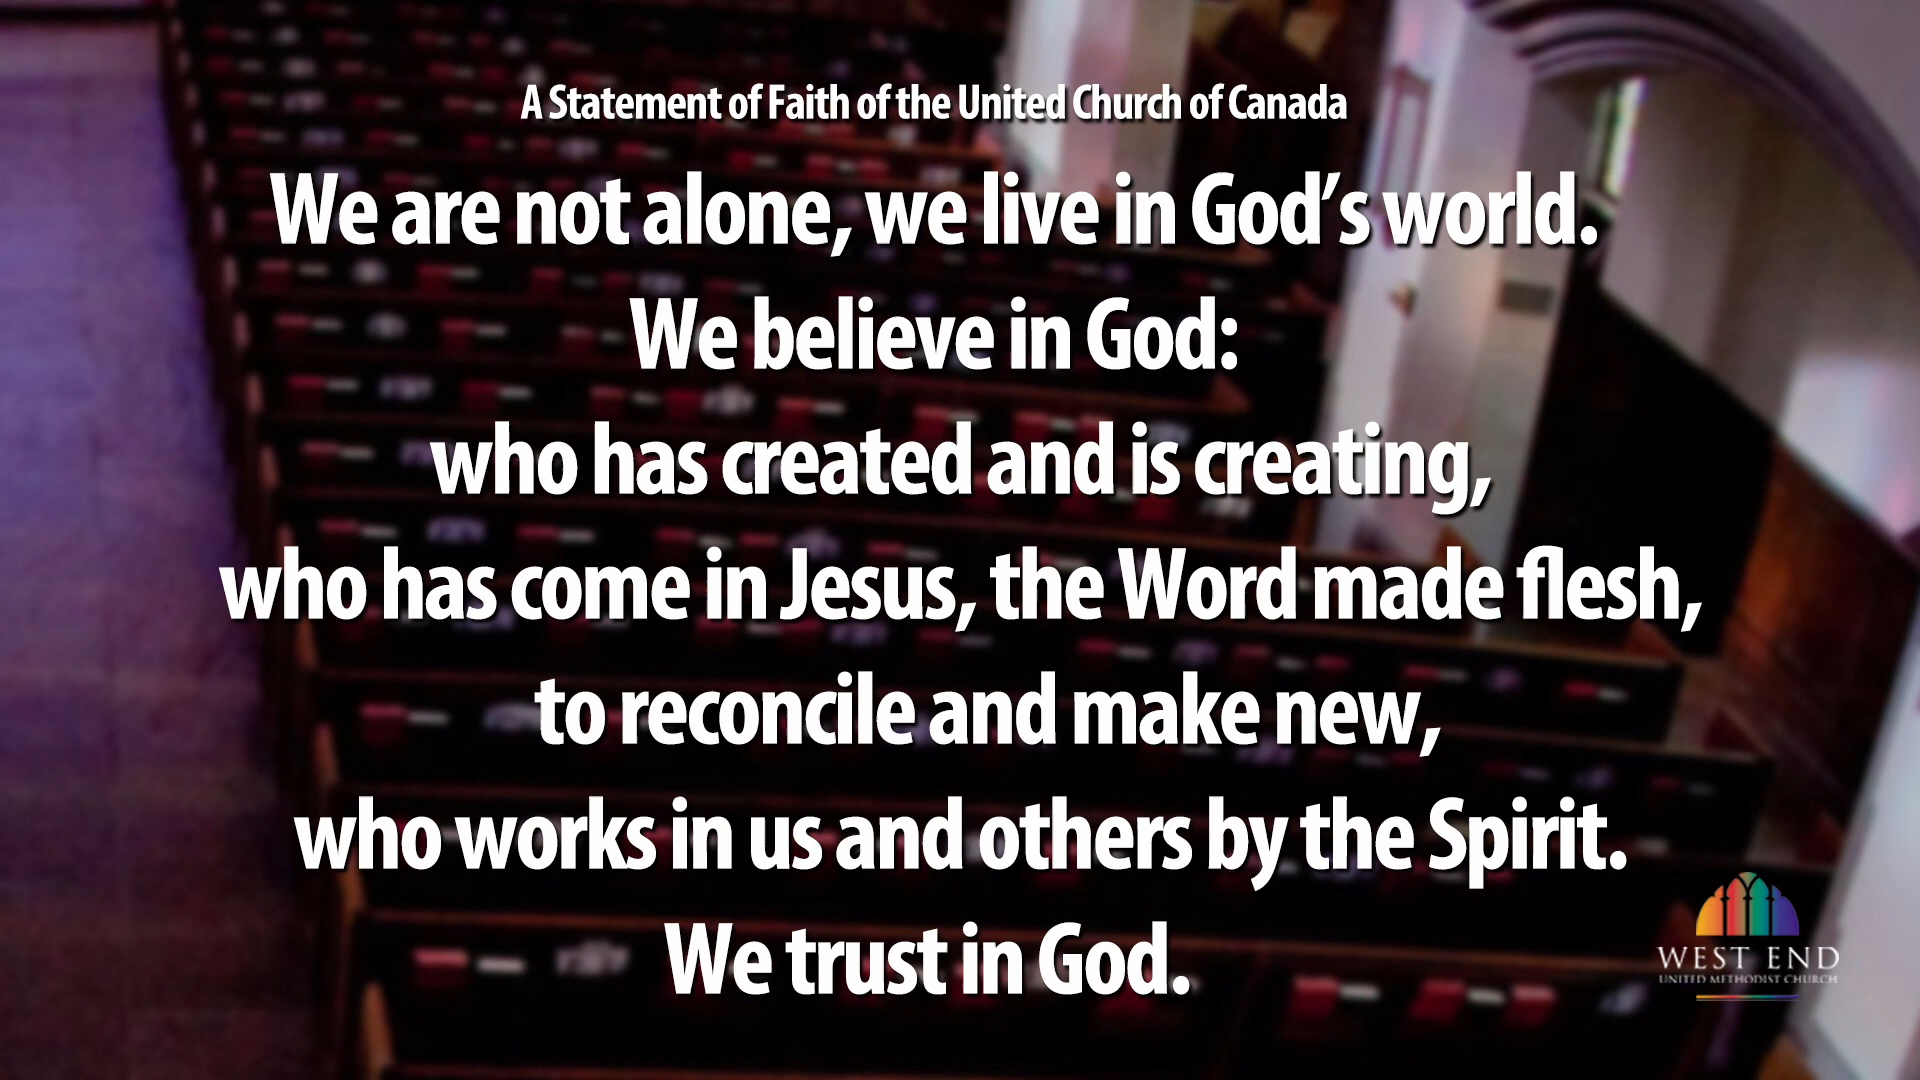 A Statement of Faith of the United Church of Canada
We are not alone, we live in God’s world.
We believe in God:
who has created and is creating,
who has come in Jesus, the Word made flesh,
to reconcile and make new,
who works in us and others by the Spirit.
We trust in God.
WEST END
UNITED METHODIST CHURCH